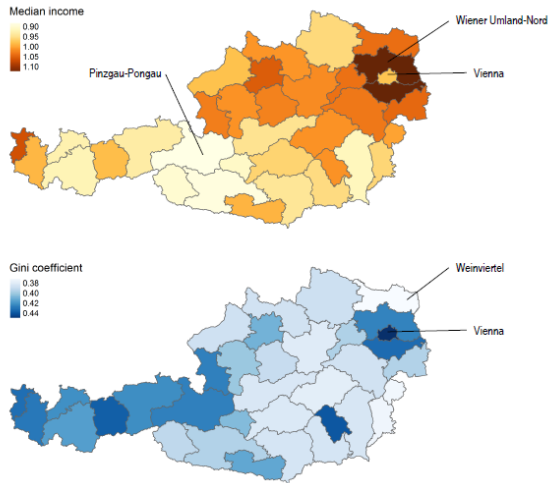 Median income
0.90
0.95
1.00
1.05
1.10
Wiener Umland-Nord
Pinzgau-Pongau
Vienna
Gini coefficient
0.38
0.40
0.42
0.44
Weinviertel
Vienna